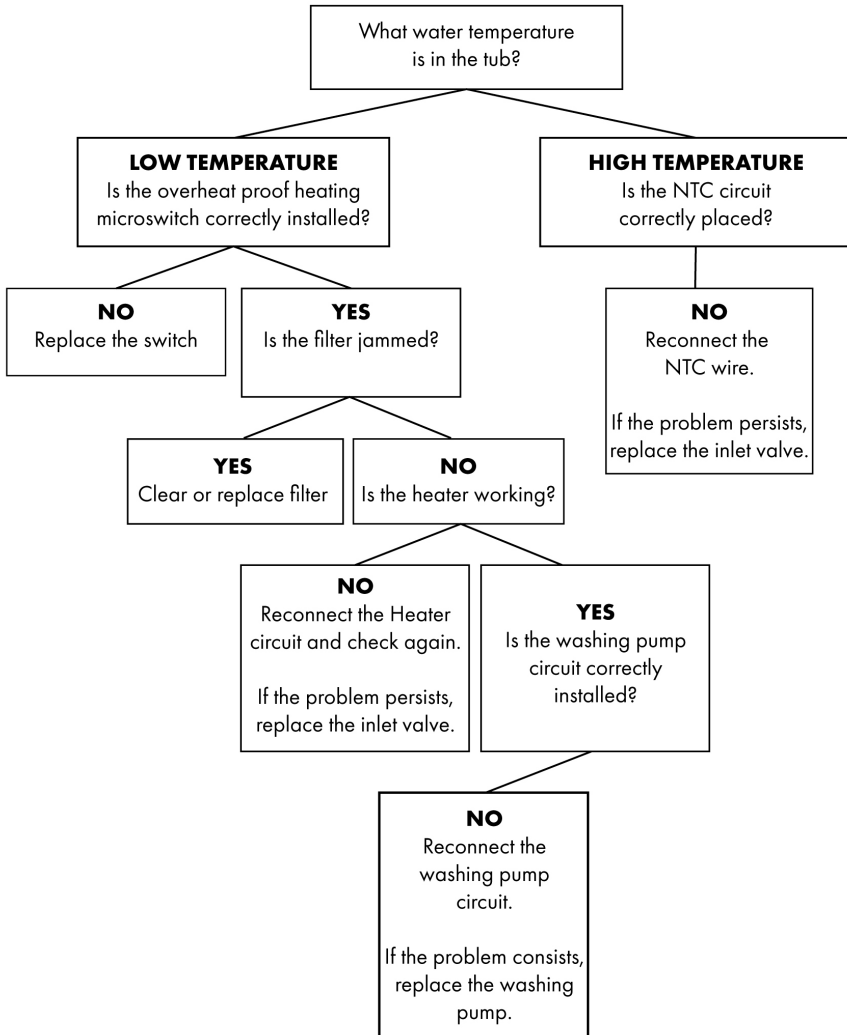 What water temperature
is in the tub?
LOW TEMPERATURE
Is the overheat proof heating
microswitch correctly installed?
HIGH TEMPERATURE
Is the NTC circuit
correctly placed?
NO
Replace the switch
YES
Is the filter jammed?
NO
Reconnect the
NTC wire.
If the problem persists,
replace the inlet valve.
YES
Clear or replace filter
NO
Is the heater working?
NO
Reconnect the Heater
circuit and check again.
If the problem persists,
replace the inlet valve.
YES
Is the washing pump
circuit correctly
installed?
NO
Reconnect the
washing pump
circuit.
If the problem consists,
replace the washing
pump.